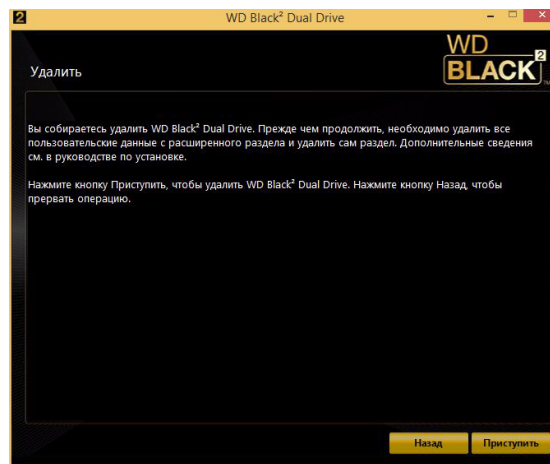 2 WD Black² Dual Drive
WD
BLACK 2
Удалить
Вы собираетесь удалить WD Black² Dual Drive. Прежде чем продолжить, необходимо удалить все
пользовательские данные с расширенного раздела и удалить сам раздел. Дополнительные сведения
см. в руководстве по установке.
Нажмите кнопку Приступить, чтобы удалить WD Black² Dual Drive. Нажмите кнопку Назад, чтобы
прервать операцию.
Назад Приступить